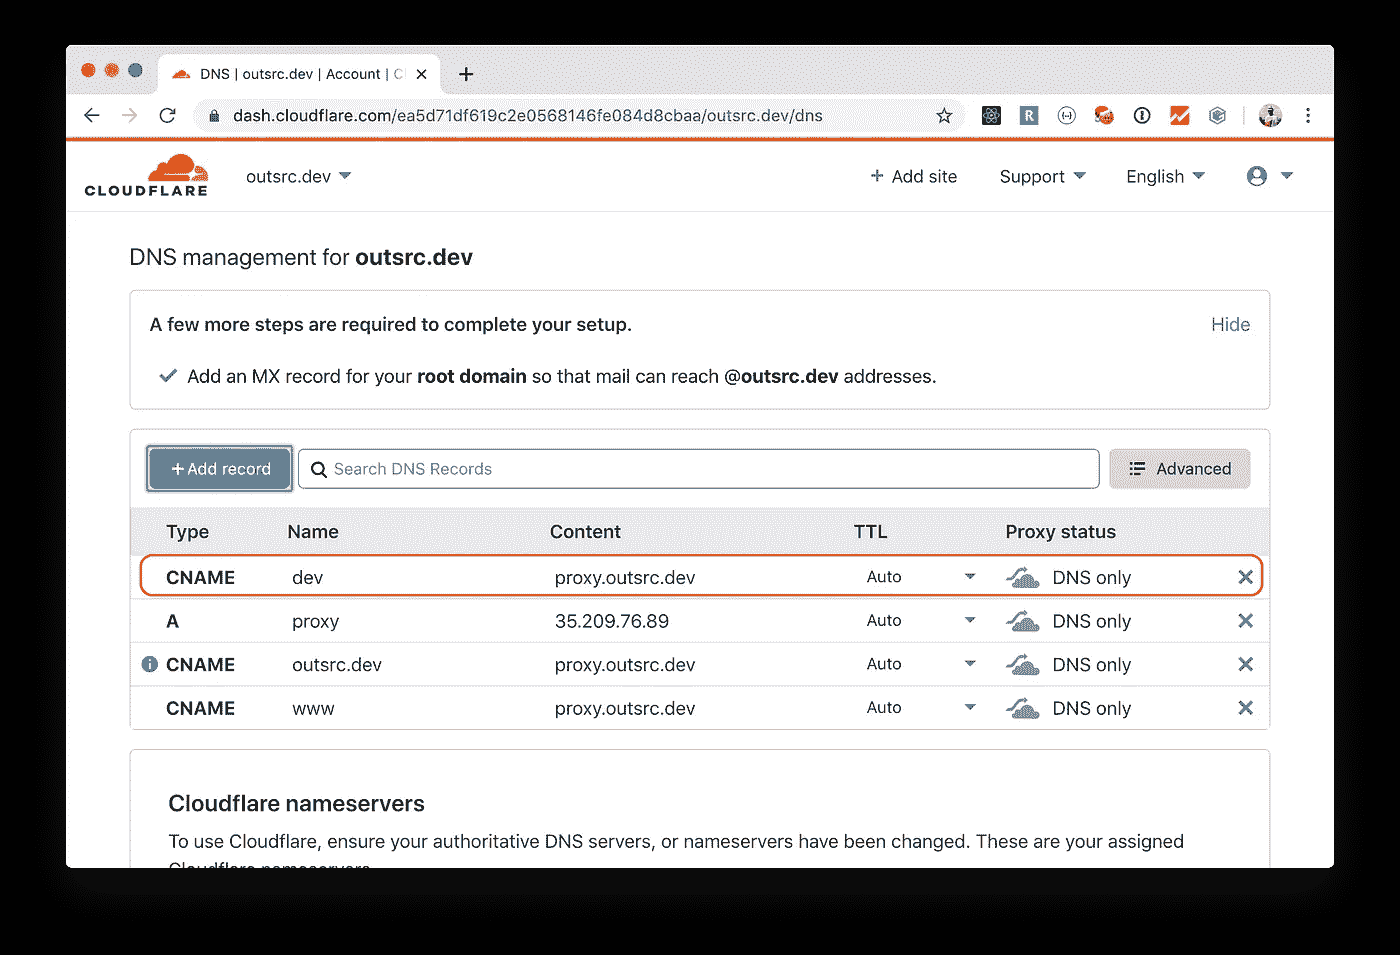 DNS | outsrc.dev | Account | C
dash.cloudflare.com/ea5d71df619c2e0568146fe084d8cbaa/outsrc.dev/dns
R
CLOUDFLARE
outsrc.dev
+ Add site
Support
English
DNS management for outsrc.dev
A few more steps are required to complete your setup.
Hide
Add an MX record for your root domain so that mail can reach @outsrc.dev addresses.
+ Add record
Search DNS Records
Advanced
Type Name Content TTL Proxy status
CNAME dev proxy.outsrc.dev Auto DNS only
A proxy 35.209.76.89 Auto DNS only
CNAME outsrc.dev proxy.outsrc.dev Auto DNS only
CNAME www proxy.outsrc.dev Auto DNS only
Cloudflare nameservers
To use Cloudflare, ensure your authoritative DNS servers, or nameservers have been changed. These are your assigned
Cloudflare nameservers